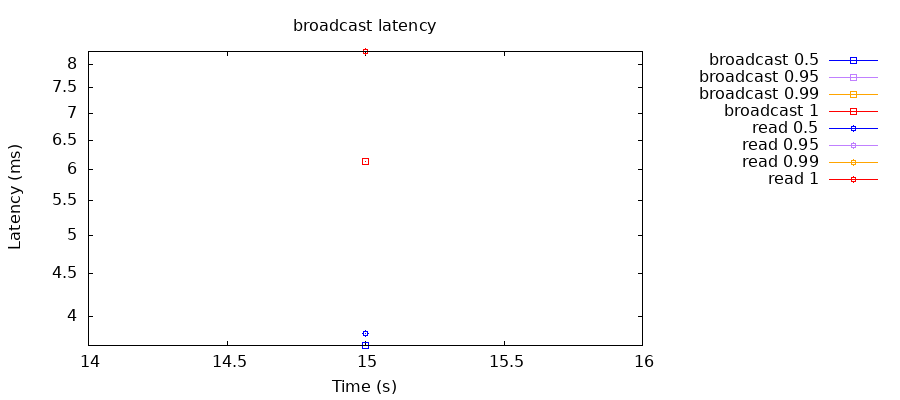 broadcast latency
Latency (ms)
8
7.5
7
6.5
6
5.5
5
4.5
4
14
14.5
15
15.5
16
Time (s)
broadcast 0.5
broadcast 0.95
broadcast 0.99
broadcast 1
read 0.5
read 0.95
read 0.99
read 1